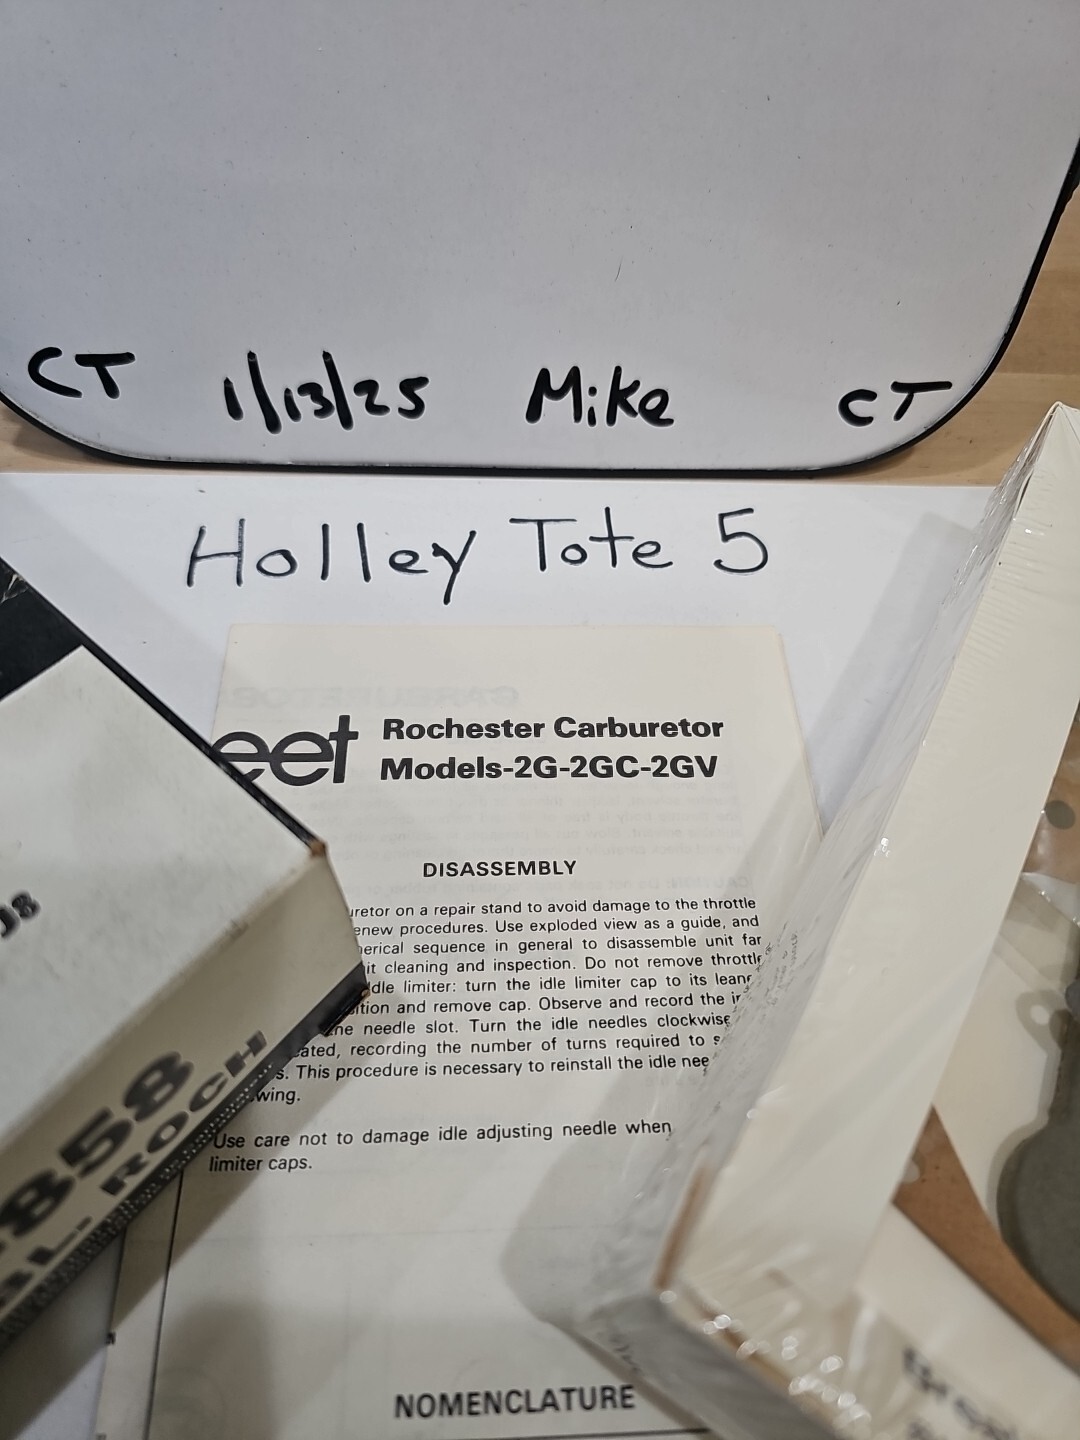 CT 1/13/25 Mike CT
Holley Tote 5
eet Rochester Carburetor
Models-2G-2GC-2GV
DISASSEMBLY
uretor on a repair stand to avoid damage to the throttle
enew procedures. Use exploded view as a guide, and
erical sequence in general to disassemble unit far
it cleaning and inspection. Do not remove throttle
dle limiter: turn the idle limiter cap to its lean
ition and remove cap. Observe and record the
ne needle slot. Turn the idle needles clockwise
ated, recording the number of turns required to
s. This procedure is necessary to reinstall the idle nee
wing.
Use care not to damage idle adjusting needle when
limiter caps.
NOMENCLATURE
858
ROCH